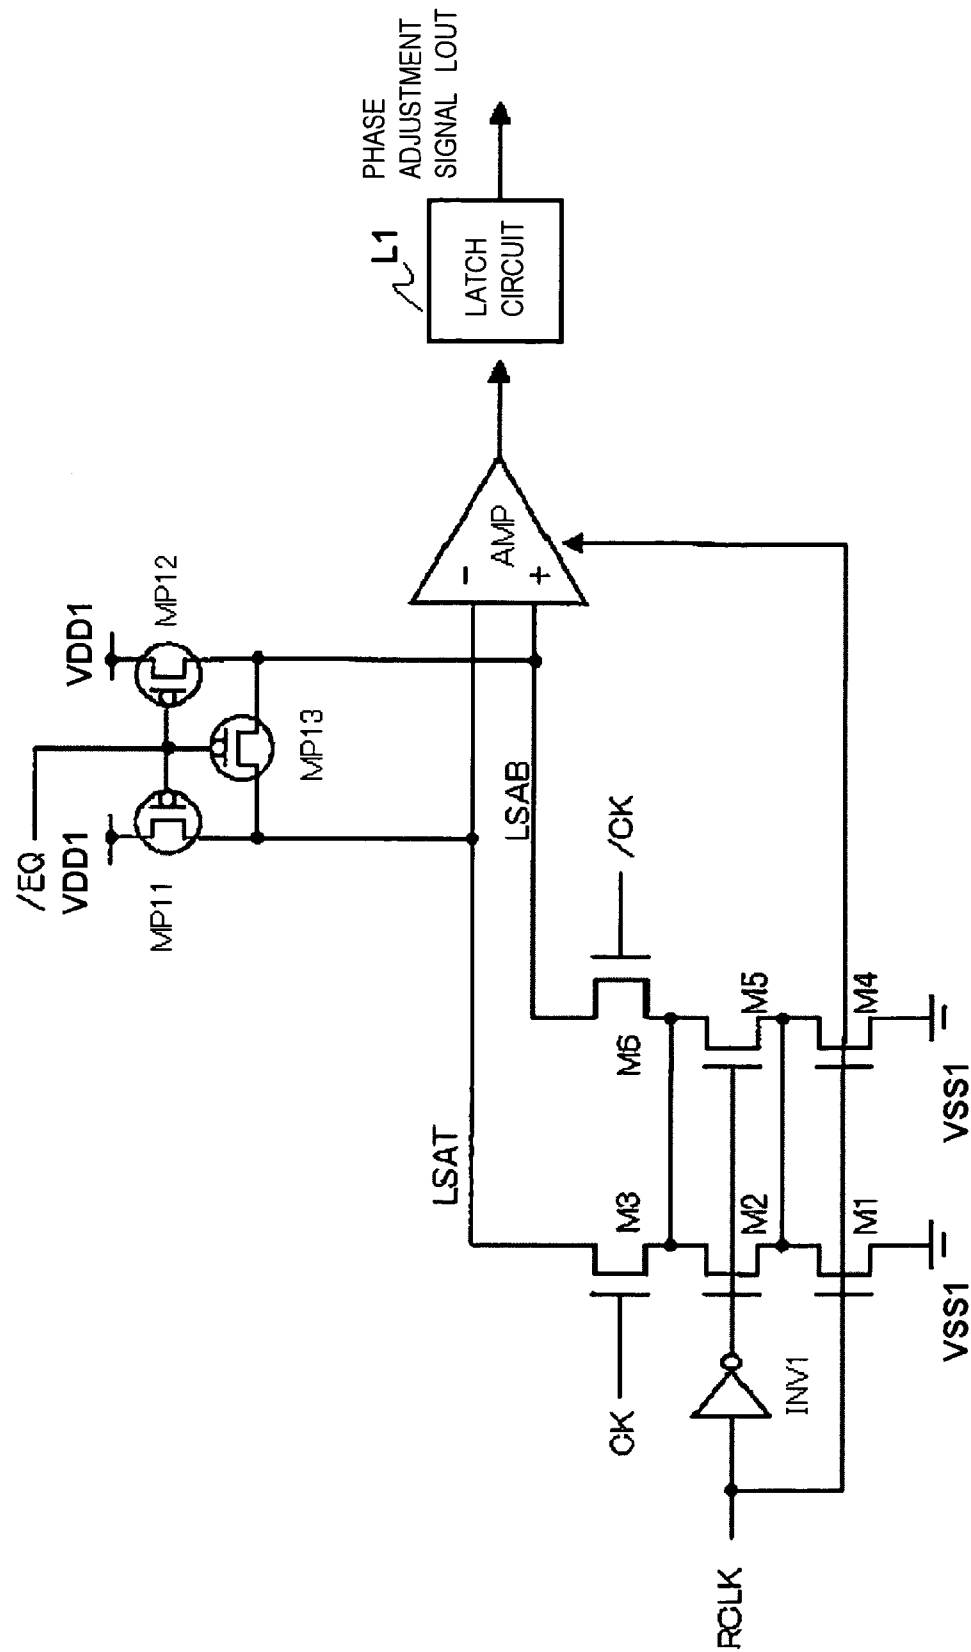 /EQ
VDD1
VDD1
MP11
MP12
MP13
LSAT
LSAB
AMP
-
+
L1
LATCH
CIRCUIT
PHASE
ADJUSTMENT
SIGNAL LOUT
CK
/CK
M3
M6
M2
M5
M1
M4
INV1
RCLK
VSS1
VSS1